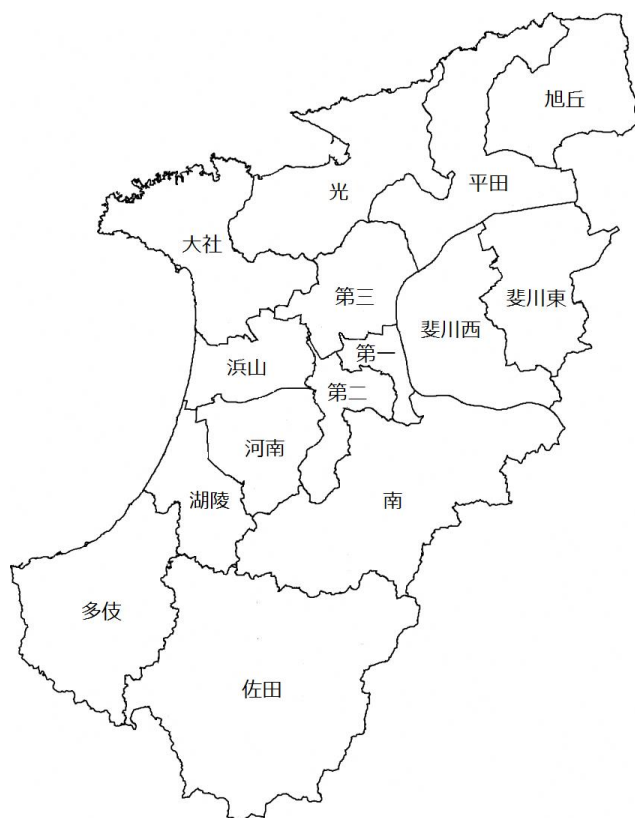 旭丘
平田
光
大社
第三
斐川東
斐川西
第一
浜山
第二
河南
湖陵
南
多伎
佐田